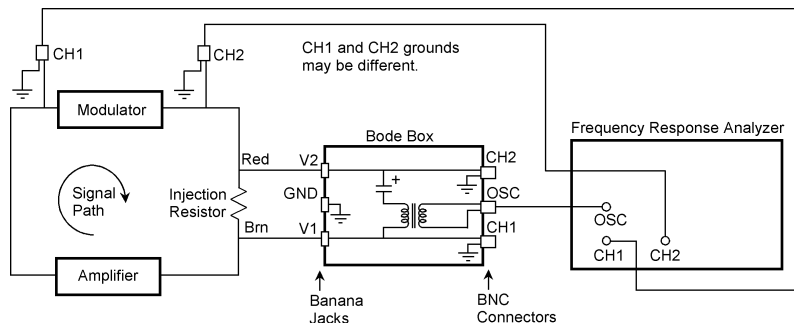 CH1
CH2
CH1 and CH2 grounds
may be different.
Modulator
Bode Box
Frequency Response Analyzer
Red
V2
CH2
Signal
Path
Injection
Resistor
GND
+
OSC
OSC
Brn
V1
CH1
CH1
CH2
Amplifier
Banana
Jacks
BNC
Connectors